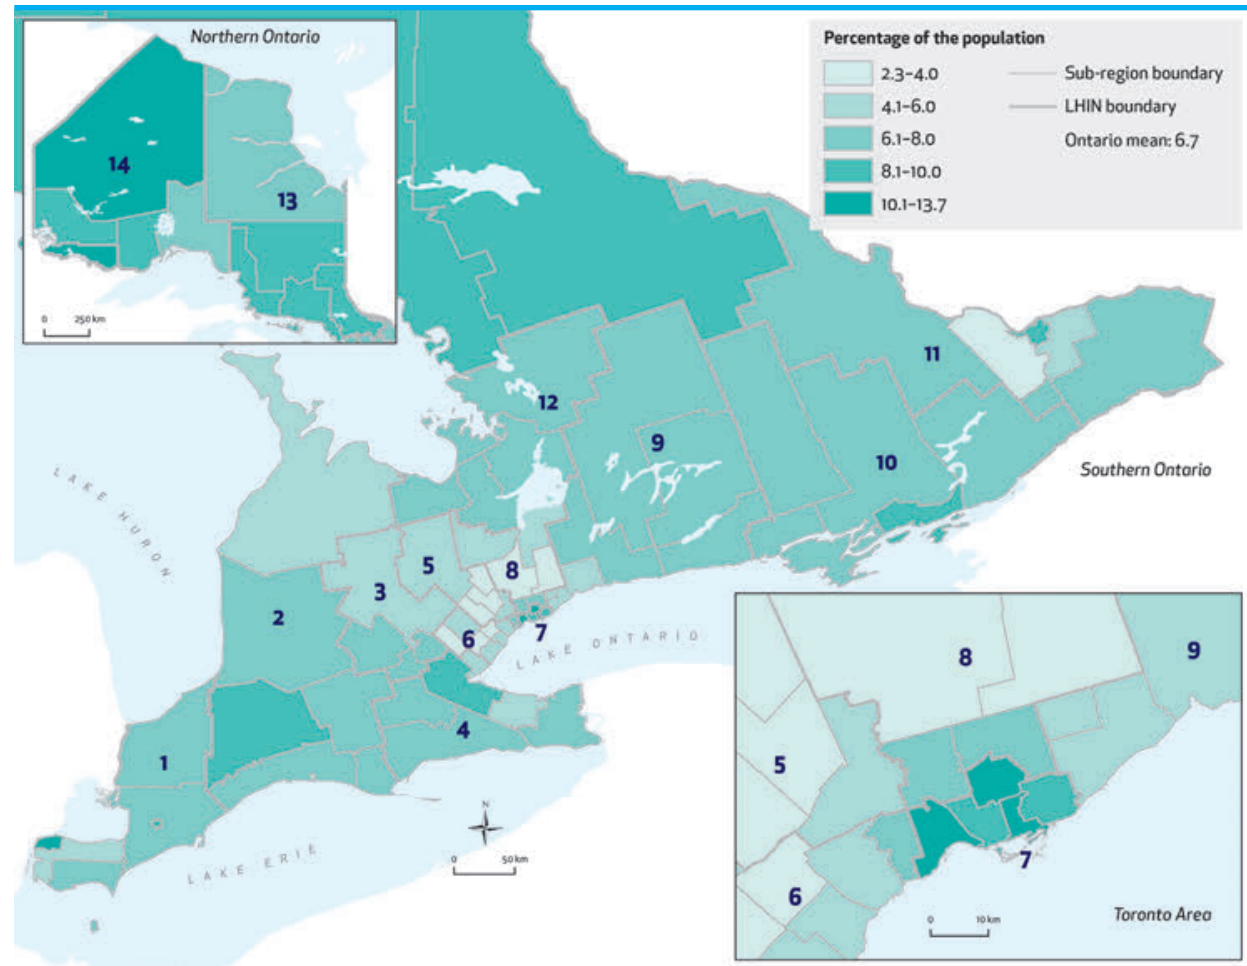 Northern Ontario
14
13
0 250 km
Percentage of the population
2.3–4.0
4.1–6.0
6.1–8.0
8.1–10.0
10.1–13.7
Sub-region boundary
LHIN boundary
Ontario mean: 6.7
11
12
9
10
Southern Ontario
LAKE HURON
5
8
3
2
6
7
LAKE ONTARIO
4
1
N
0 50 km
LAKE ERIE
8
9
5
7
6
0 10 km
Toronto Area